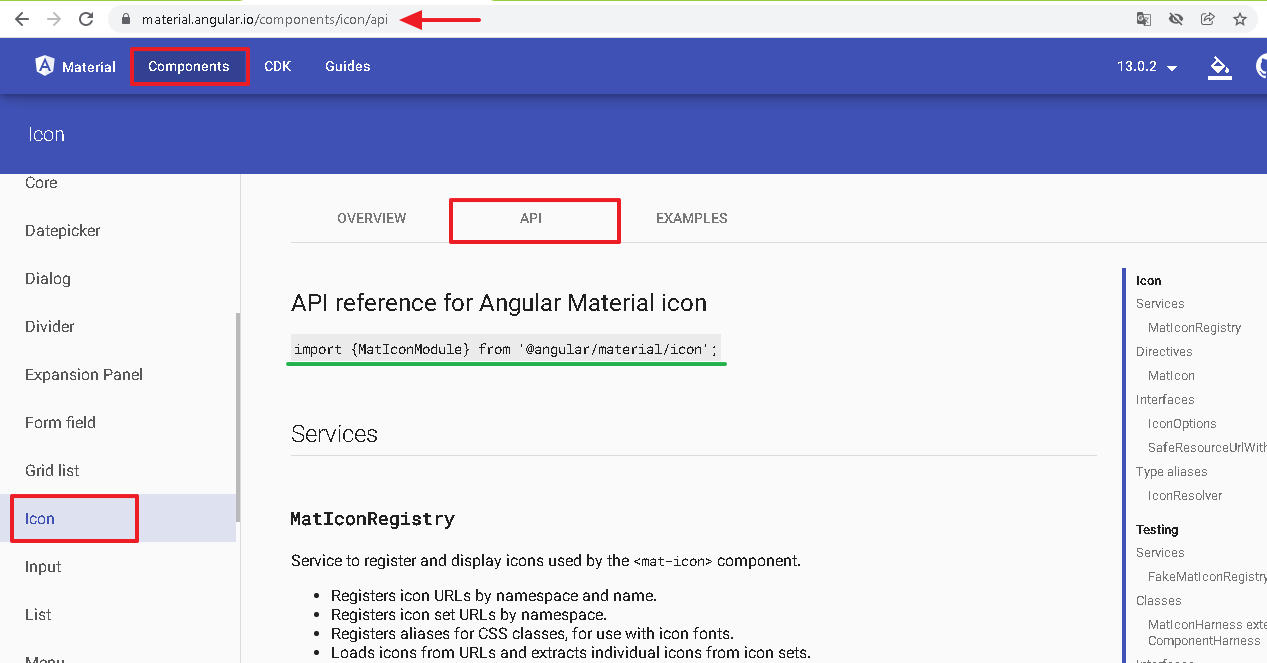 material.angular.io/components/icon/api
Material Components CDK Guides 13.0.2
Icon
Core
Datepicker
Dialog
Divider
Expansion Panel
Form field
Grid list
Icon
Input
List
Menu
OVERVIEW API EXAMPLES
API reference for Angular Material icon
import {MatIconModule} from '@angular/material/icon';
Services
MatIconRegistry
Service to register and display icons used by the <mat-icon> component.
• Registers icon URLs by namespace and name.
• Registers icon set URLs by namespace.
• Registers aliases for CSS classes, for use with icon fonts.
• Loads icons from URLs and extracts individual icons from icon sets.
Icon
Services
MatIconRegistry
Directives
MatIcon
Interfaces
IconOptions
SafeResourceUrlWith
Type aliases
IconResolver
Testing
Services
FakeMatIconRegistry
Classes
MatIconHarness exte
ComponentHarness
Interfaces